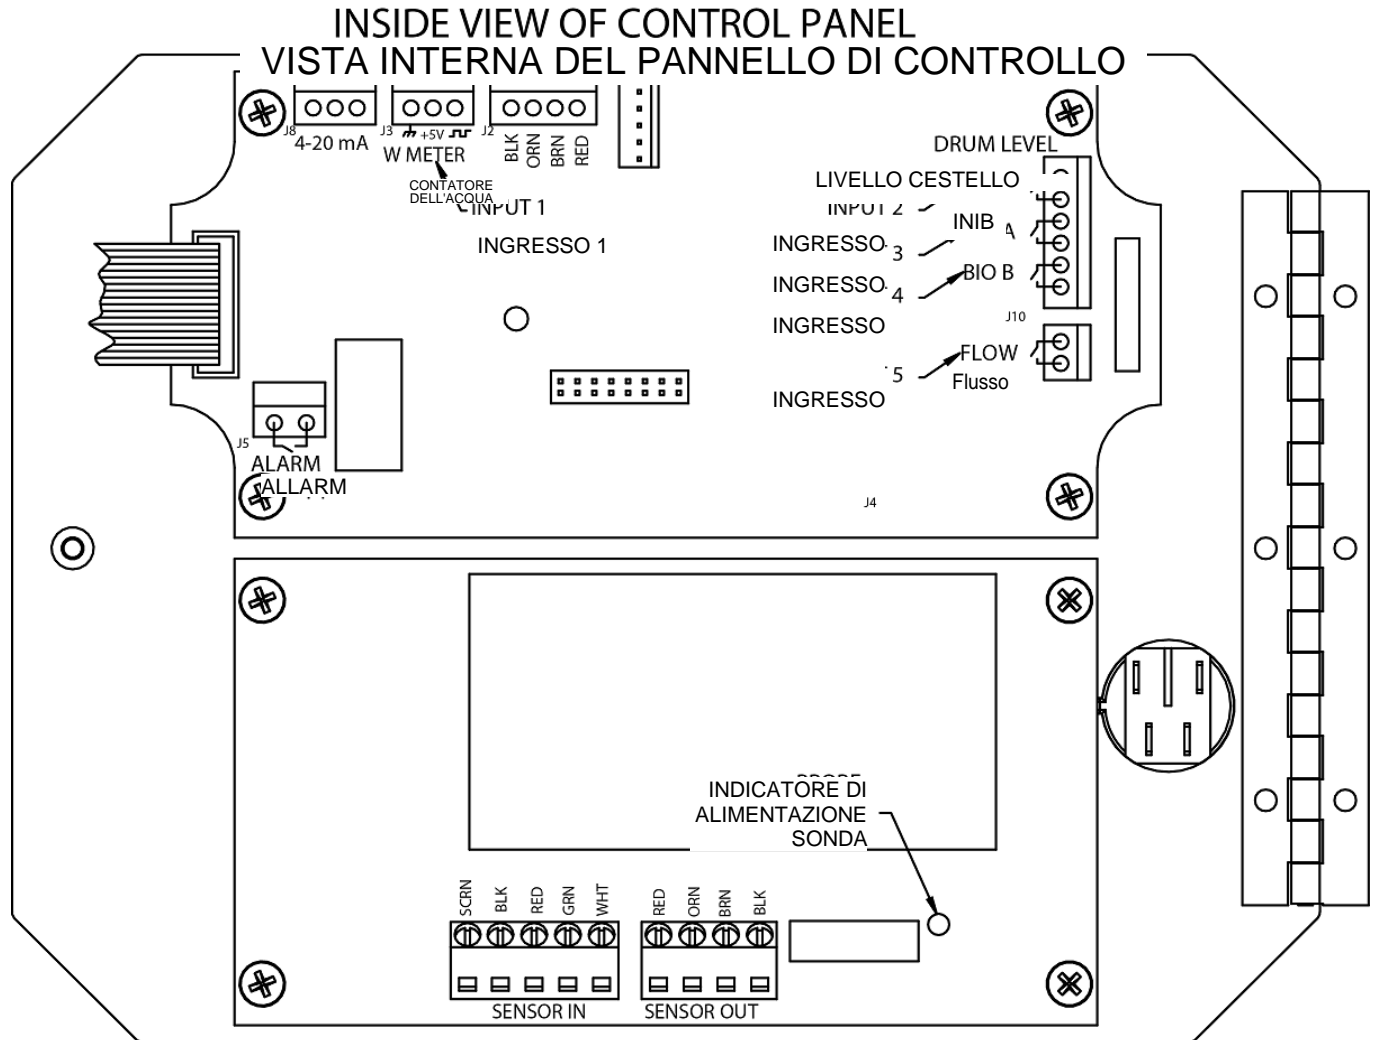 INSIDE VIEW OF CONTROL PANEL
VISTA INTERNA DEL PANNELLO DI CONTROLLO
J8
4-20 mA
J3
+5V
W METER
CONTATORE
DELL'ACQUA
INPUT 1
INGRESSO 1
J2
BLK
ORN
BRN
RED
DRUM LEVEL
LIVELLO CESTELLO
INPUT 2
INIB
A
INGRESSO
3
INGRESSO
4
BIO B
INGRESSO
J10
FLOW
5
Flusso
INGRESSO
J5
ALARM
ALLARM
J4
INDICATORE DI
ALIMENTAZIONE
SONDA
SCRN
BLK
RED
GRN
WHT
RED
ORN
BRN
BLK
SENSOR IN
SENSOR OUT